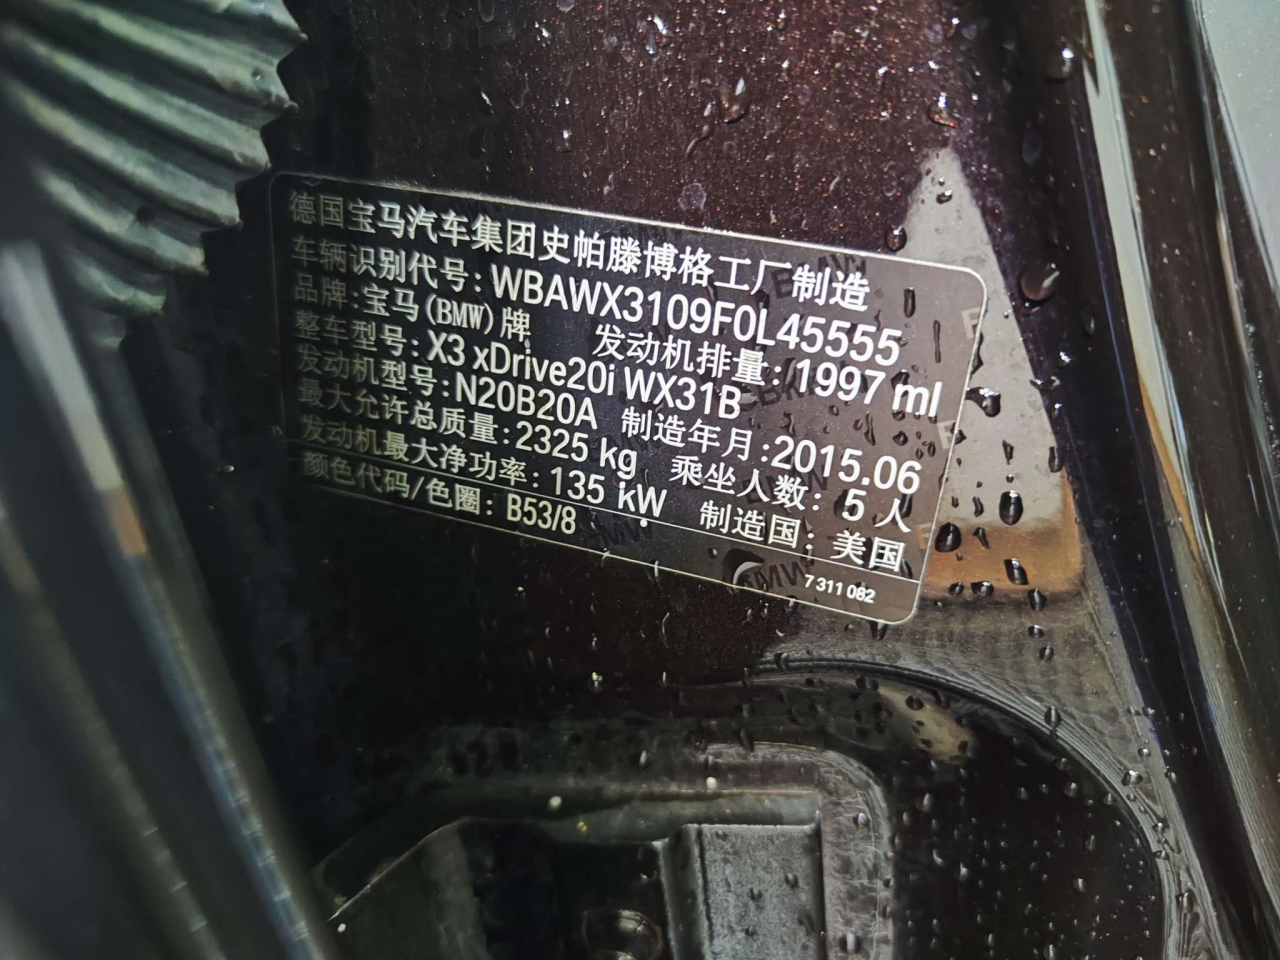 德国宝马汽车集团史帕滕博格工厂制造
车辆识别代号：WBAWX3109F0L45555
品牌：宝马(BMW)牌 发动机排量：1997 ml
整车型号：X3 xDrive20i WX31B
发动机型号：N20B20A 制造年月：2015.06
最大允许总质量：2325 kg 乘坐人数：5 人
发动机最大净功率：135 kW 制造国：美国
颜色代码/色圈：B53/8
7 311 082